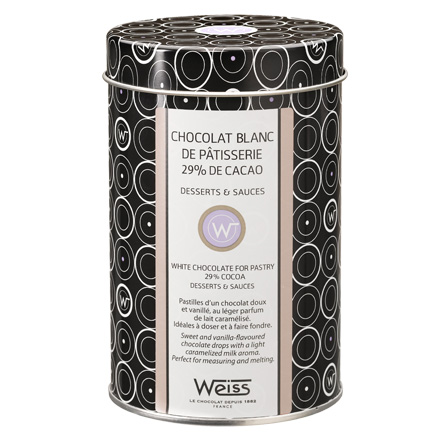 CHOCOLAT BLANC
DE PÂTISSERIE
29% DE CACAO
DESSERTS & SAUCES
W
WHITE CHOCOLATE FOR PASTRY
29% COCOA
DESSERTS & SAUCES
Pastilles d'un chocolat doux
et vanillé, au léger parfum
de lait caramélisé.
Idéales à doser et à faire fondre.
Sweet and vanilla-flavoured
chocolate drops with a light
caramelized milk aroma.
Perfect for measuring and melting.
Weiss
LE CHOCOLAT DEPUIS 1882
FRANCE